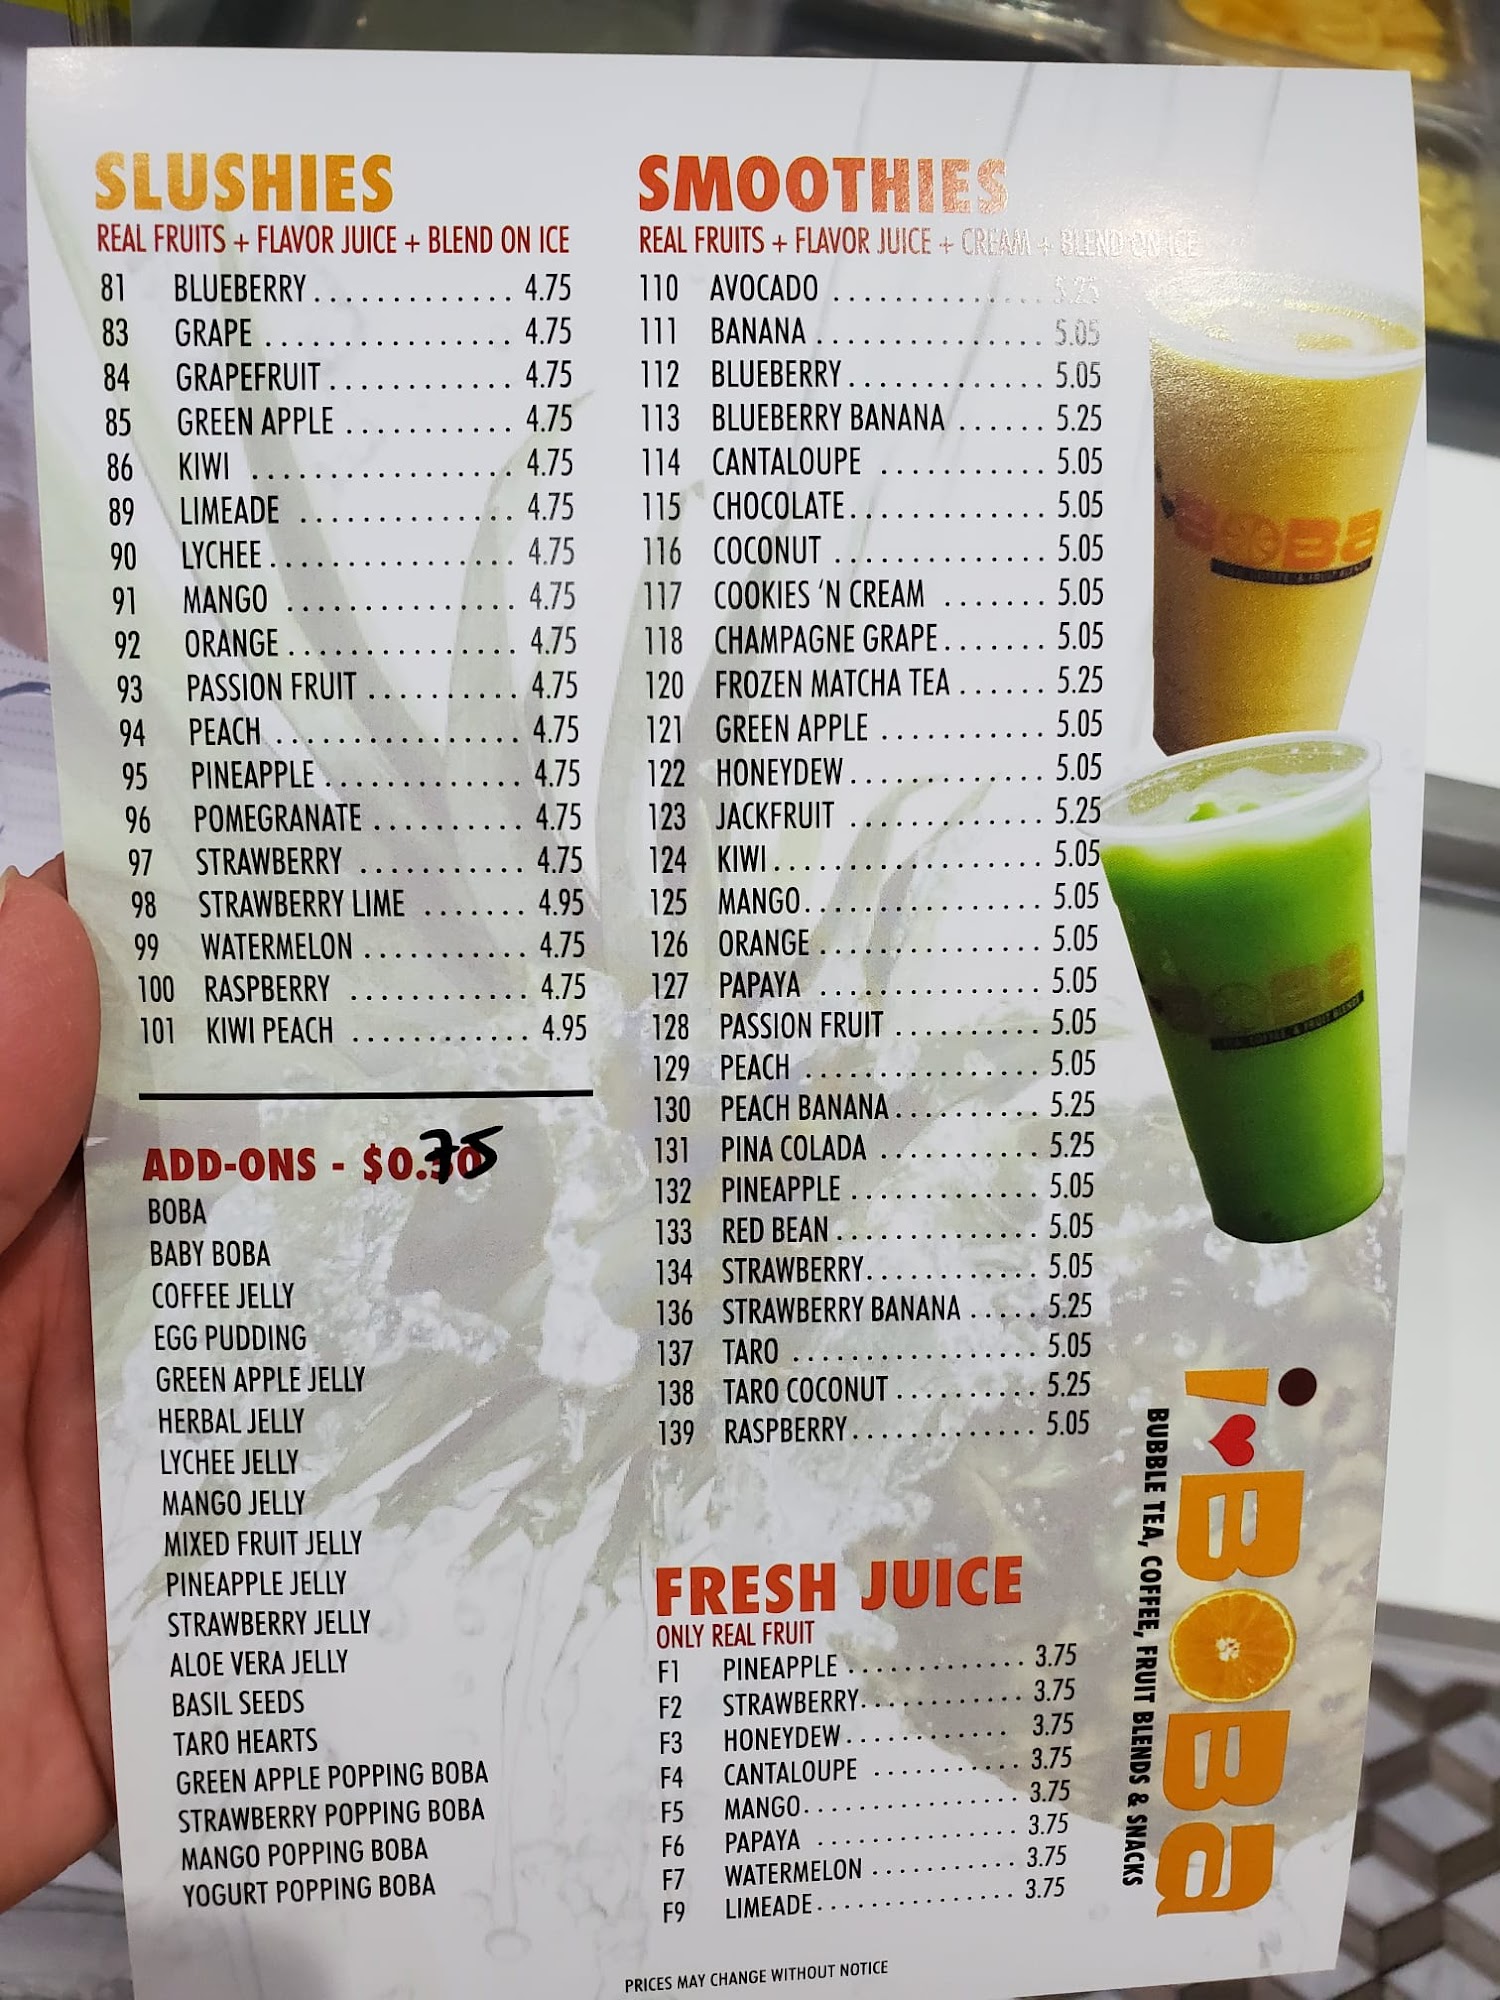 SLUSHIES
REAL FRUITS + FLAVOR JUICE + BLEND ON ICE
81 BLUEBERRY 4.75
83 GRAPE 4.75
84 GRAPEFRUIT 4.75
85 GREEN APPLE 4.75
86 KIWI 4.75
89 LIMEADE 4.75
90 LYCHEE 4.75
91 MANGO 4.75
92 ORANGE 4.75
93 PASSION FRUIT 4.75
94 PEACH 4.75
95 PINEAPPLE 4.75
96 POMEGRANATE 4.75
97 STRAWBERRY 4.75
98 STRAWBERRY LIME 4.95
99 WATERMELON 4.75
100 RASPBERRY 4.75
101 KIWI PEACH 4.95
ADD-ONS - $0.75
BOBA
BABY BOBA
COFFEE JELLY
EGG PUDDING
GREEN APPLE JELLY
HERBAL JELLY
LYCHEE JELLY
MANGO JELLY
MIXED FRUIT JELLY
PINEAPPLE JELLY
STRAWBERRY JELLY
ALOE VERA JELLY
BASIL SEEDS
TARO HEARTS
GREEN APPLE POPPING BOBA
STRAWBERRY POPPING BOBA
MANGO POPPING BOBA
YOGURT POPPING BOBA
SMOOTHIES
REAL FRUITS + FLAVOR JUICE + CREAM + BLEND ON ICE
110 AVOCADO 5.25
111 BANANA 5.05
112 BLUEBERRY 5.05
113 BLUEBERRY BANANA 5.25
114 CANTALOUPE 5.05
115 CHOCOLATE 5.05
116 COCONUT 5.05
117 COOKIES 'N CREAM 5.05
118 CHAMPAGNE GRAPE 5.05
120 FROZEN MATCHA TEA 5.25
121 GREEN APPLE 5.05
122 HONEYDEW 5.05
123 JACKFRUIT 5.25
124 KIWI 5.05
125 MANGO 5.05
126 ORANGE 5.05
127 PAPAYA 5.05
128 PASSION FRUIT 5.05
129 PEACH 5.05
130 PEACH BANANA 5.25
131 PINA COLADA 5.25
132 PINEAPPLE 5.05
133 RED BEAN 5.05
134 STRAWBERRY 5.05
136 STRAWBERRY BANANA 5.25
137 TARO 5.05
138 TARO COCONUT 5.25
139 RASPBERRY 5.05
FRESH JUICE
ONLY REAL FRUIT
F1 PINEAPPLE 3.75
F2 STRAWBERRY 3.75
F3 HONEYDEW 3.75
F4 CANTALOUPE 3.75
F5 MANGO 3.75
F6 PAPAYA 3.75
F7 WATERMELON 3.75
F9 LIMEADE 3.75
BOBa
i BOBa
BUBBLE TEA, COFFEE, FRUIT BLENDS & SNACKS
PRICES MAY CHANGE WITHOUT NOTICE